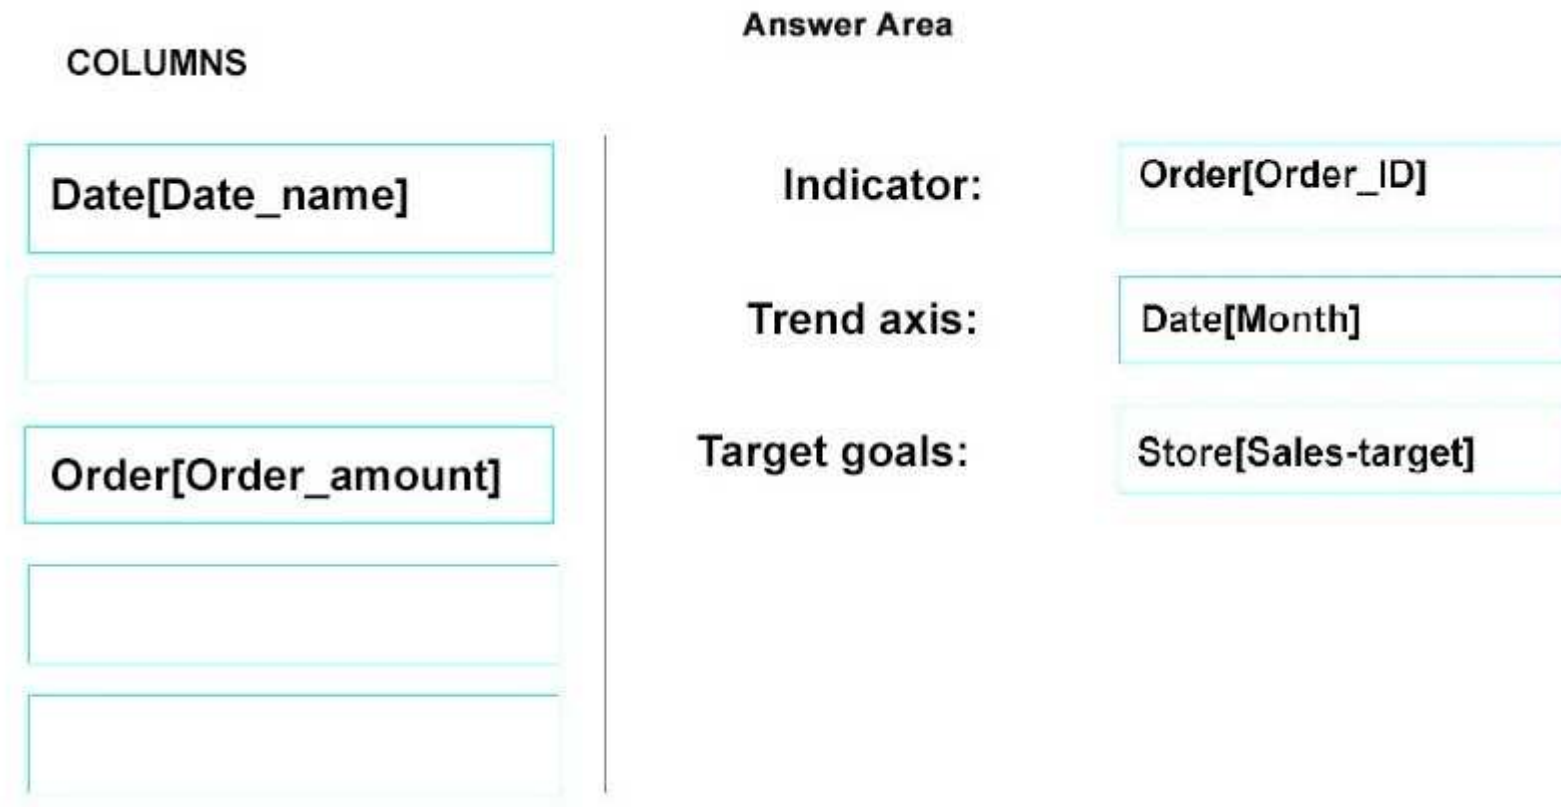 Answer Area
COLUMNS
Date[Date_name]
Order[Order_amount]
Indicator: Order[Order_ID]
Trend axis: Date[Month]
Target goals: Store[Sales-target]